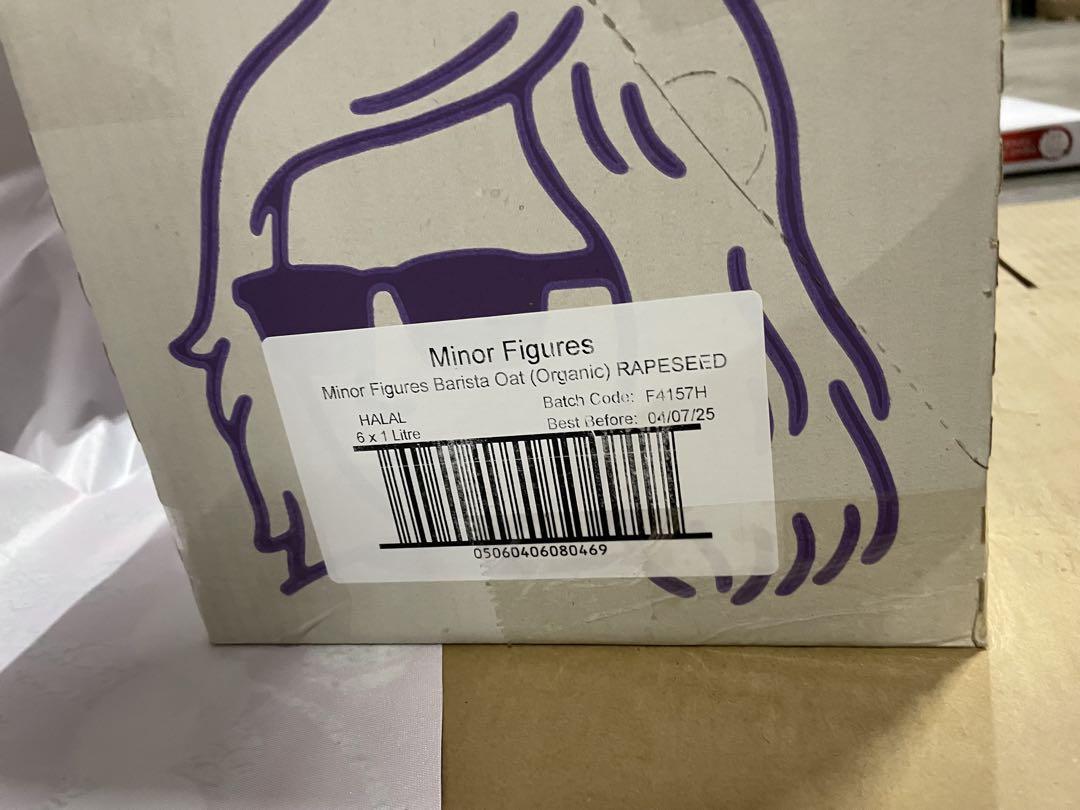 Minor Figures
Minor Figures Barista Oat (Organic) RAPESEED
HALAL
Batch Code: F4157H
6 x 1 Litre
Best Before: 04/07/25
05060406080469